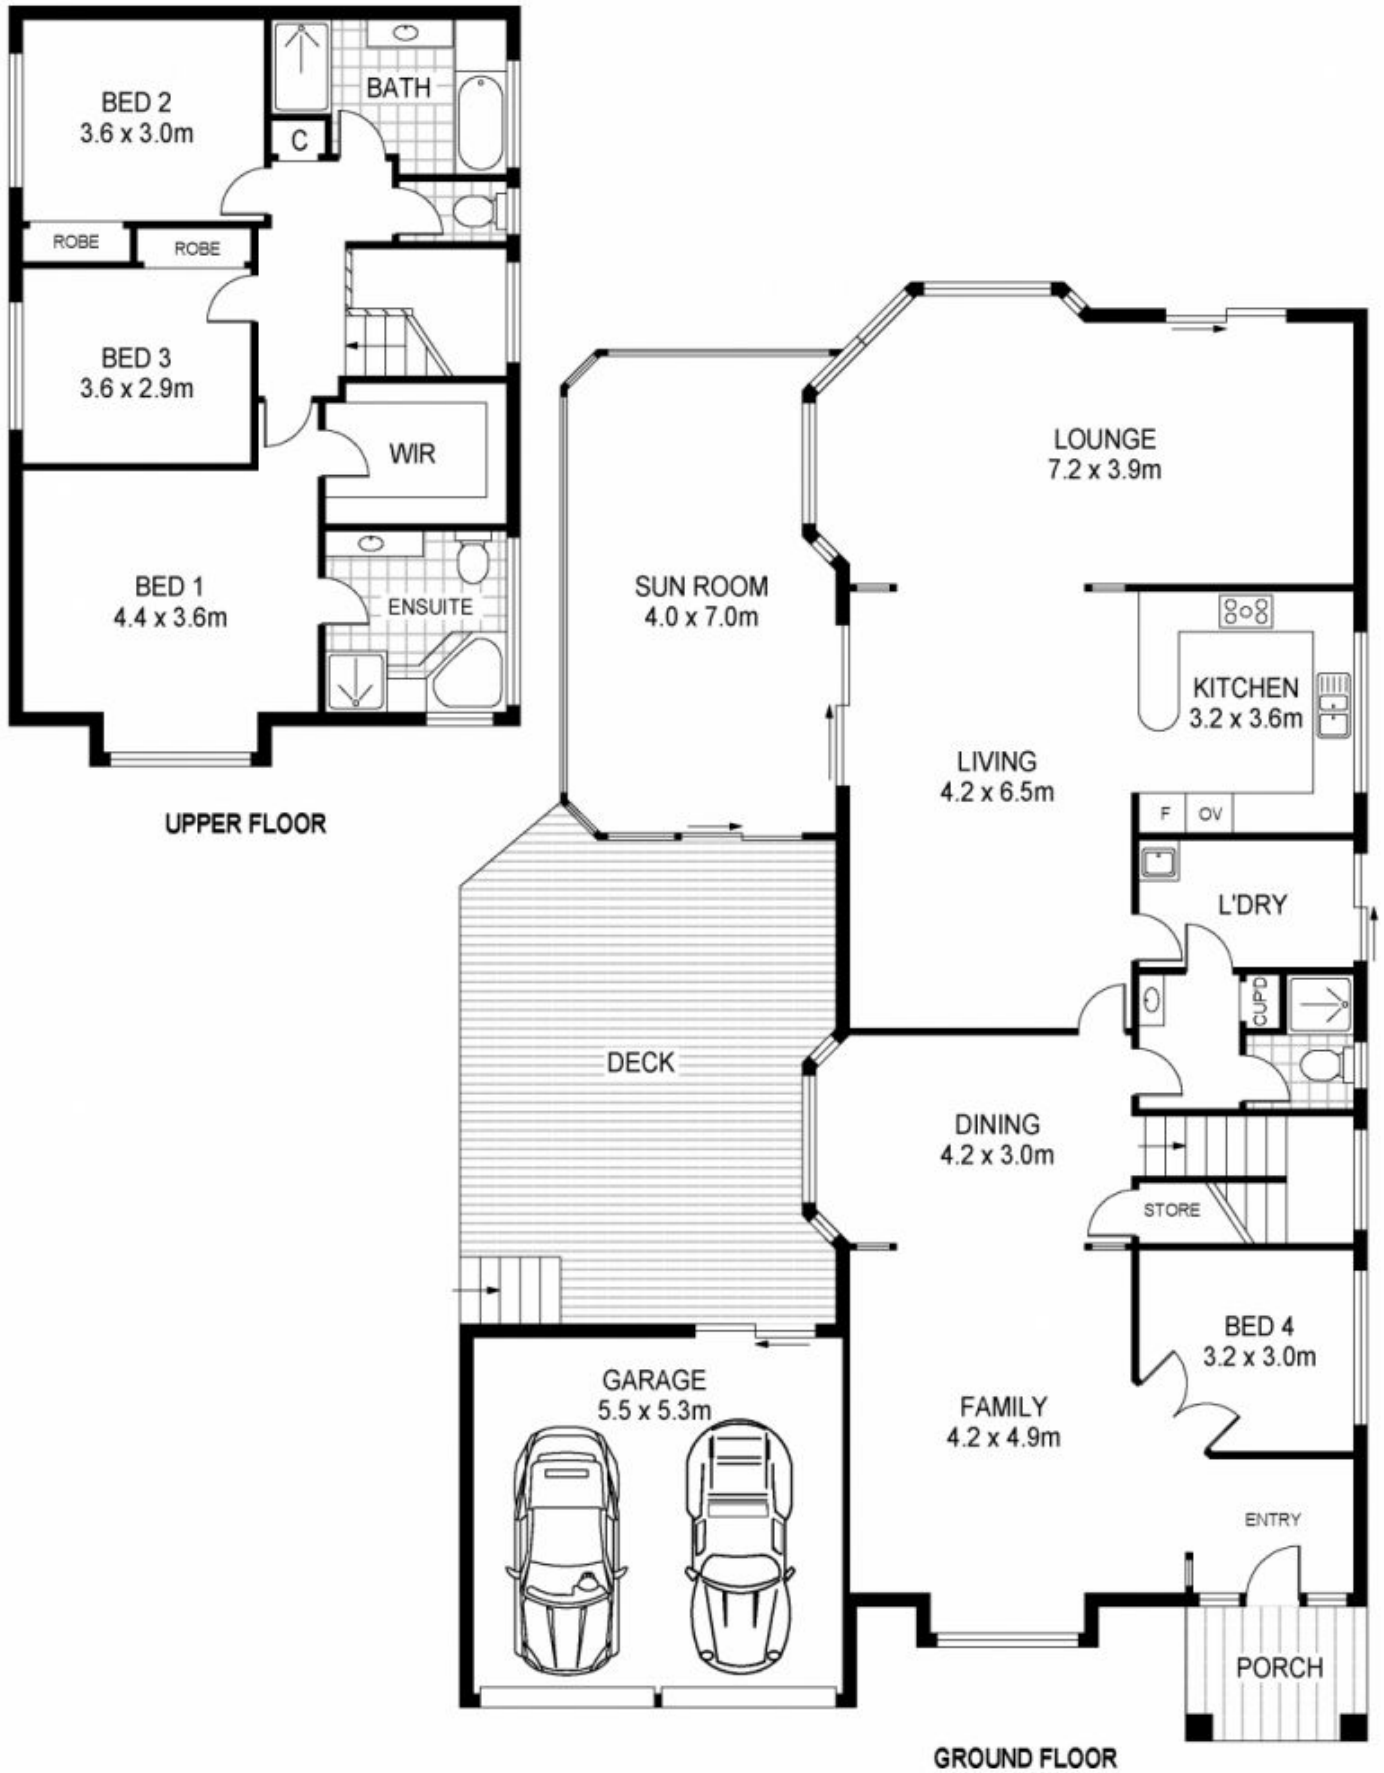 BED 2
3.6 x 3.0m
BATH
C
ROBE
ROBE
BED 3
3.6 x 2.9m
WIR
BED 1
4.4 x 3.6m
ENSUITE
UPPER FLOOR
LOUNGE
7.2 x 3.9m
SUN ROOM
4.0 x 7.0m
KITCHEN
3.2 x 3.6m
LIVING
4.2 x 6.5m
F
OV
L'DRY
CUP'D
DECK
DINING
4.2 x 3.0m
STORE
BED 4
3.2 x 3.0m
GARAGE
5.5 x 5.3m
FAMILY
4.2 x 4.9m
ENTRY
PORCH
GROUND FLOOR